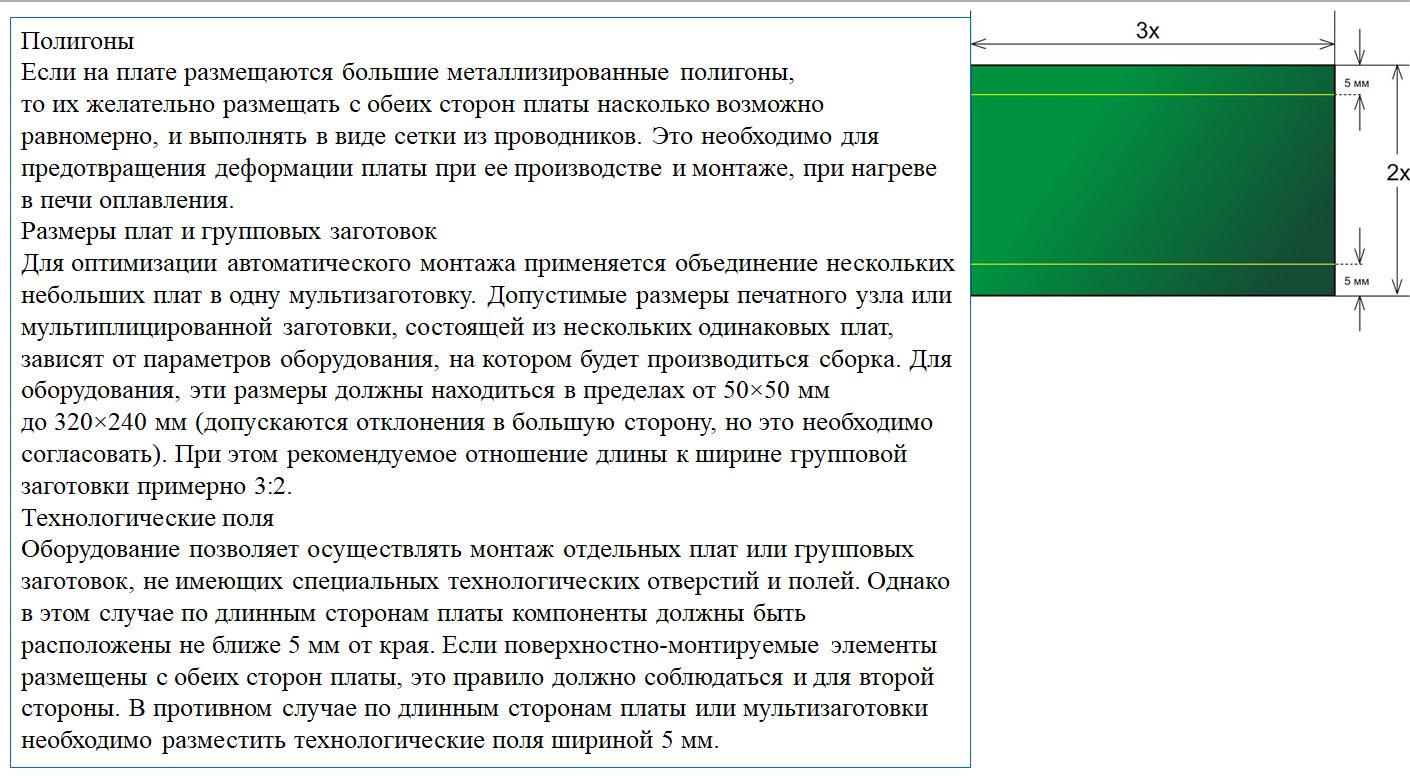 Полигоны
Если на плате размещаются большие металлизированные полигоны,
то их желательно размещать с обеих сторон платы насколько возможно
равномерно, и выполнять в виде сетки из проводников. Это необходимо для
предотвращения деформации платы при ее производстве и монтаже, при нагреве
в печи оплавления.
Размеры плат и групповых заготовок
Для оптимизации автоматического монтажа применяется объединение нескольких
небольших плат в одну мультизаготовку. Допустимые размеры печатного узла или
мультиплицированной заготовки, состоящей из нескольких одинаковых плат,
зависят от параметров оборудования, на котором будет производиться сборка. Для
оборудования, эти размеры должны находиться в пределах от 50×50 мм
до 320×240 мм (допускаются отклонения в большую сторону, но это необходимо
согласовать). При этом рекомендуемое отношение длины к ширине групповой
заготовки примерно 3:2.
Технологические поля
Оборудование позволяет осуществлять монтаж отдельных плат или групповых
заготовок, не имеющих специальных технологических отверстий и полей. Однако
в этом случае по длинным сторонам платы компоненты должны быть
расположены не ближе 5 мм от края. Если поверхностно-монтируемые элементы
размещены с обеих сторон платы, это правило должно соблюдаться и для второй
стороны. В противном случае по длинным сторонам платы или мультизаготовки
необходимо разместить технологические поля шириной 5 мм.
3x
5 мм
2x
5 мм